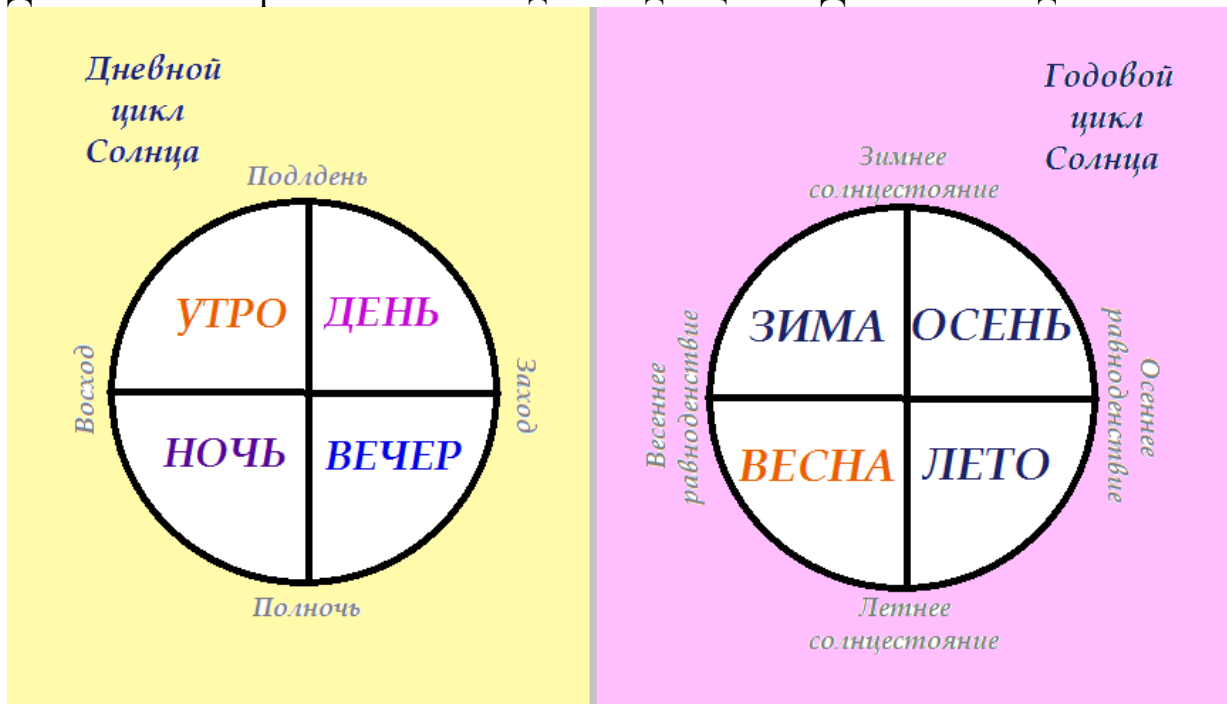 Дневной
цикл
Солнца
Подлдень
УТРО
ДЕНЬ
Восход
Заход
НОЧЬ
ВЕЧЕР
Полночь
Годовой
цикл
Солнца
Зимнее
солнцестояние
ЗИМА
ОСЕНЬ
Весеннее
равноденствие
Осеннее
равноденствие
ВЕСНА
ЛЕТО
Летнее
солнцестояние